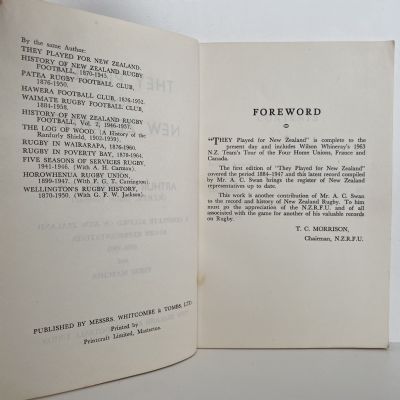 By the same Author:
THEY PLAYED FOR NEW ZEALAND.
HISTORY OF NEW ZEALAND RUGBY
FOOTBALL, 1870-1945.
PATEA RUGBY FOOTBALL CLUB,
1876-1950.
HAWERA FOOTBALL CLUB, 1876-1952.
WAIMATE RUGBY FOOTBALL CLUB,
1884-1958.
HISTORY OF NEW ZEALAND RUGBY
FOOTBALL, Vol. 2, 1946-1957.
THE LOG OF WOOD. (A History of the
Ranfurly Shield, 1902-1959).
RUGBY IN WAIRARAPA, 1876-1960.
RUGBY IN POVERTY BAY, 1878-1964.
FIVE SEASONS OF SERVICES RUGBY,
1941-1946. (With A. E. Carman).
HOROWHENUA RUGBY UNION,
1899-1947. (With F. G. T. Carterson).
WELLINGTON'S RUGBY HISTORY,
1870-1950. (With G. F. W. Jackson).
PUBLISHED BY MESSRS. WHITCOMBE & TOMBS, LTD.
Printed by
Printcraft Limited, Masterton.
FOREWORD
"THEY Played for New Zealand" is complete to the
present day and includes Wilson Whineray's 1963
N.Z. Team's Tour of the Four Home Unions, France and
Canada.
The first edition of "They Played for New Zealand"
covered the period 1884-1947 and this latest record compiled
by Mr. A. C. Swan brings the register of New Zealand
representatives up to date.
This work is another contribution of Mr. A. C. Swan to
the record and history of New Zealand Rugby. To him
must go the appreciation of the N.Z.R.F.U. and of all
associated with the game for another of his valuable records
on Rugby.
T. C. MORRISON,
Chairman, N.Z.R.F.U.